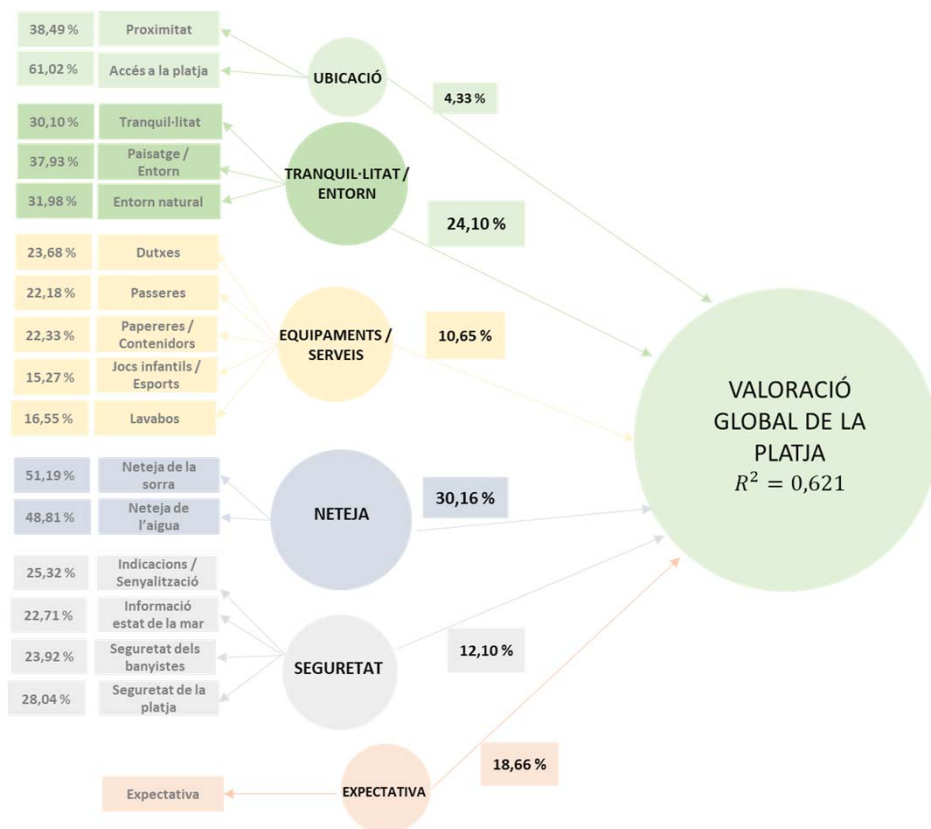 38,49 % Proximitat
61,02 % Accés a la platja
UBICACIÓ
4,33 %
30,10 % Tranquil·litat
37,93 % Paisatge /
Entorn
31,98 % Entorn natural
TRANQUIL·LITAT /
ENTORN
24,10 %
23,68 % Dutxes
22,18 % Passeres
22,33 % Papereres /
Contenidors
15,27 % Jocs infantils /
Esports
16,55 % Lavabos
EQUIPAMENTS /
SERVEIS
10,65 %
51,19 % Neteja de la
sorra
48,81 % Neteja de
l'aigua
NETEJA
30,16 %
25,32 % Indicacions /
Senyalització
22,71 % Informació
estat de la mar
23,92 % Seguretat dels
banyistes
28,04 % Seguretat de la
platja
SEGURETAT
12,10 %
Expectativa
EXPECTATIVA
18,66 %
VALORACIÓ
GLOBAL DE LA
PLATJA
R² = 0,621